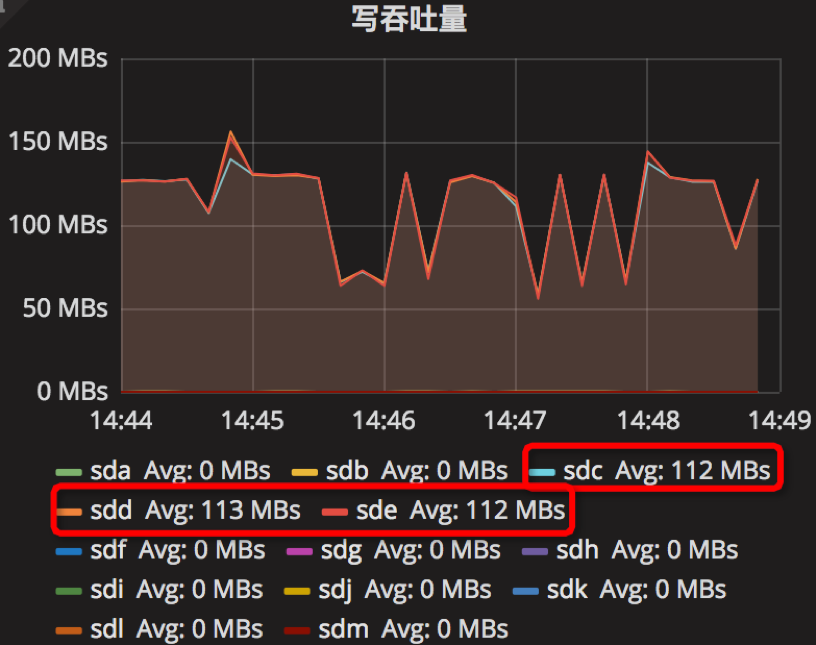 写吞吐量
200 MBs
150 MBs
100 MBs
50 MBs
0 MBs
14:44 14:45 14:46 14:47 14:48 14:49
sda Avg: 0 MBs sdb Avg: 0 MBs sdc Avg: 112 MBs
sdd Avg: 113 MBs sde Avg: 112 MBs
sdf Avg: 0 MBs sdg Avg: 0 MBs sdh Avg: 0 MBs
sdi Avg: 0 MBs sdj Avg: 0 MBs sdk Avg: 0 MBs
sdl Avg: 0 MBs sdm Avg: 0 MBs